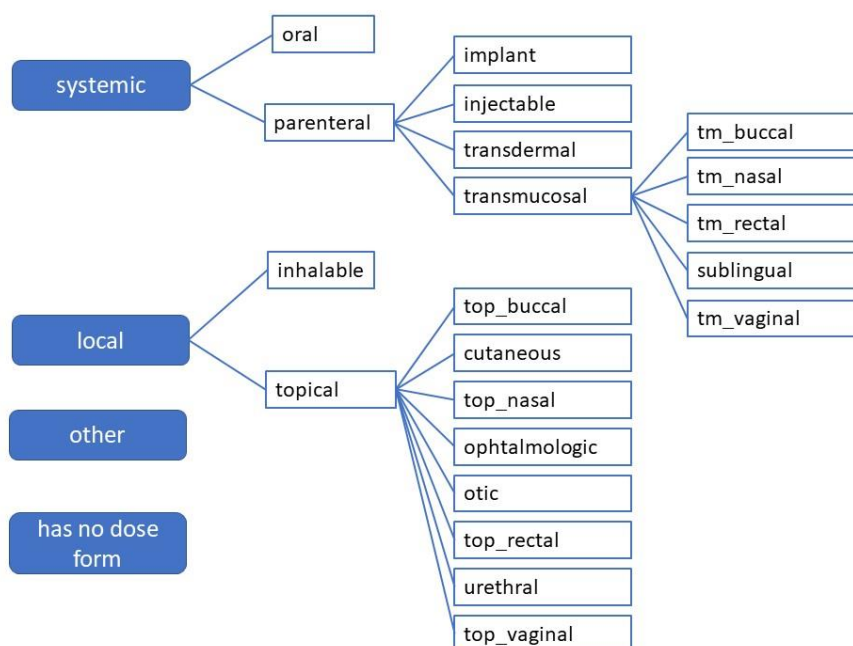 systemic
oral
parenteral
implant
injectable
transdermal
transmucosal
tm_buccal
tm_nasal
tm_rectal
sublingual
tm_vaginal
local
inhalable
topical
top_buccal
cutaneous
top_nasal
ophtalmologic
otic
top_rectal
urethral
top_vaginal
other
has no dose
form